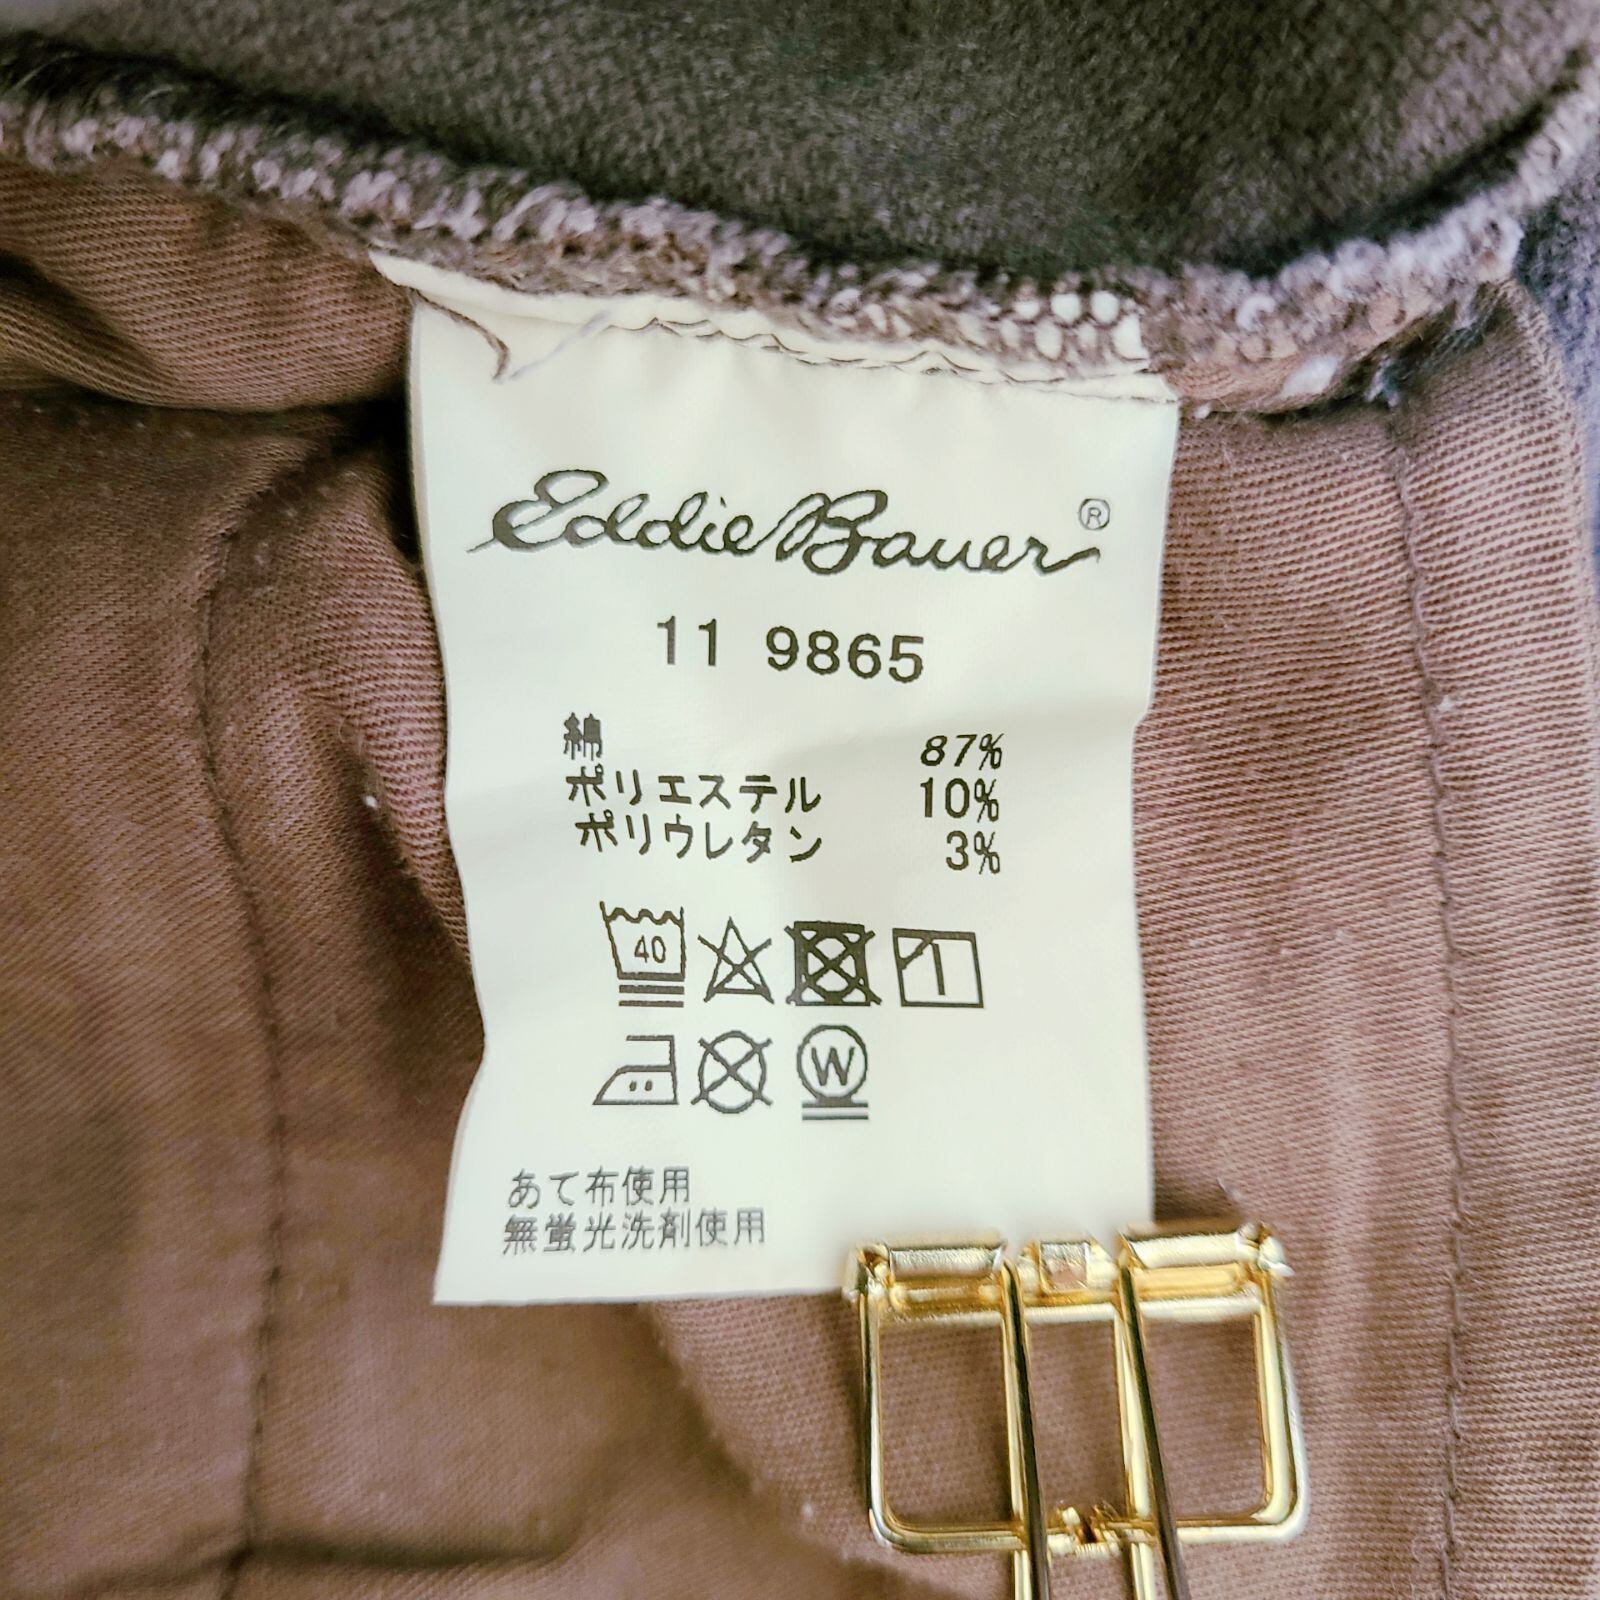 Eddie Bauer®
11 9865
綿 87%
ポリエステル 10%
ポリウレタン 3%
40
W
あて布使用
無蛍光洗剤使用